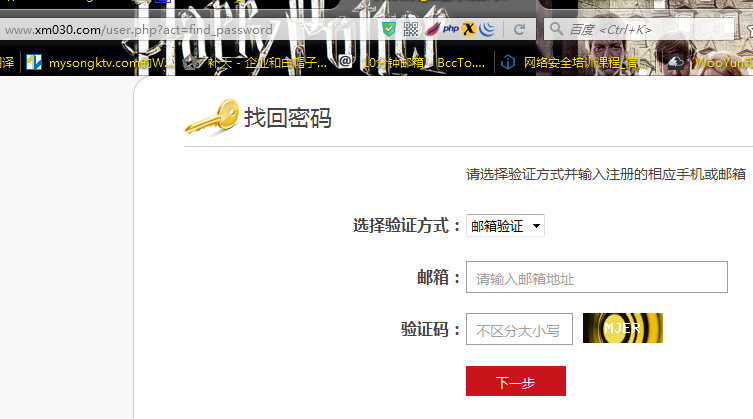 Harry Potter
www.xm030.com/user.php?act=find_password
php
百度 <Ctrl+K>
翻译 mysongktv.com的W... 补天 - 企业和白帽子... 10分钟邮箱 / BccTo.... 网络安全培训课程_信... WooYun
找回密码
请选择验证方式并输入注册的相应手机或邮箱
选择验证方式： 邮箱验证
邮箱： 请输入邮箱地址
验证码： 不区分大小写 MJER
下一步